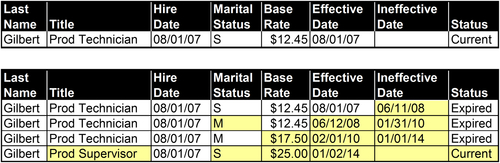 Last Name Title Hire Date Marital Status Base Rate Effective Date Ineffective Date Status
Gilbert Prod Technician 08/01/07 S $12.45 08/01/07 Current
Last Name Title Hire Date Marital Status Base Rate Effective Date Ineffective Date Status
Gilbert Prod Technician 08/01/07 S $12.45 08/01/07 06/11/08 Expired
Gilbert Prod Technician 08/01/07 M $12.45 06/12/08 01/31/10 Expired
Gilbert Prod Technician 08/01/07 M $17.50 02/01/10 01/01/14 Expired
Gilbert Prod Supervisor 08/01/07 S $25.00 01/02/14 Current